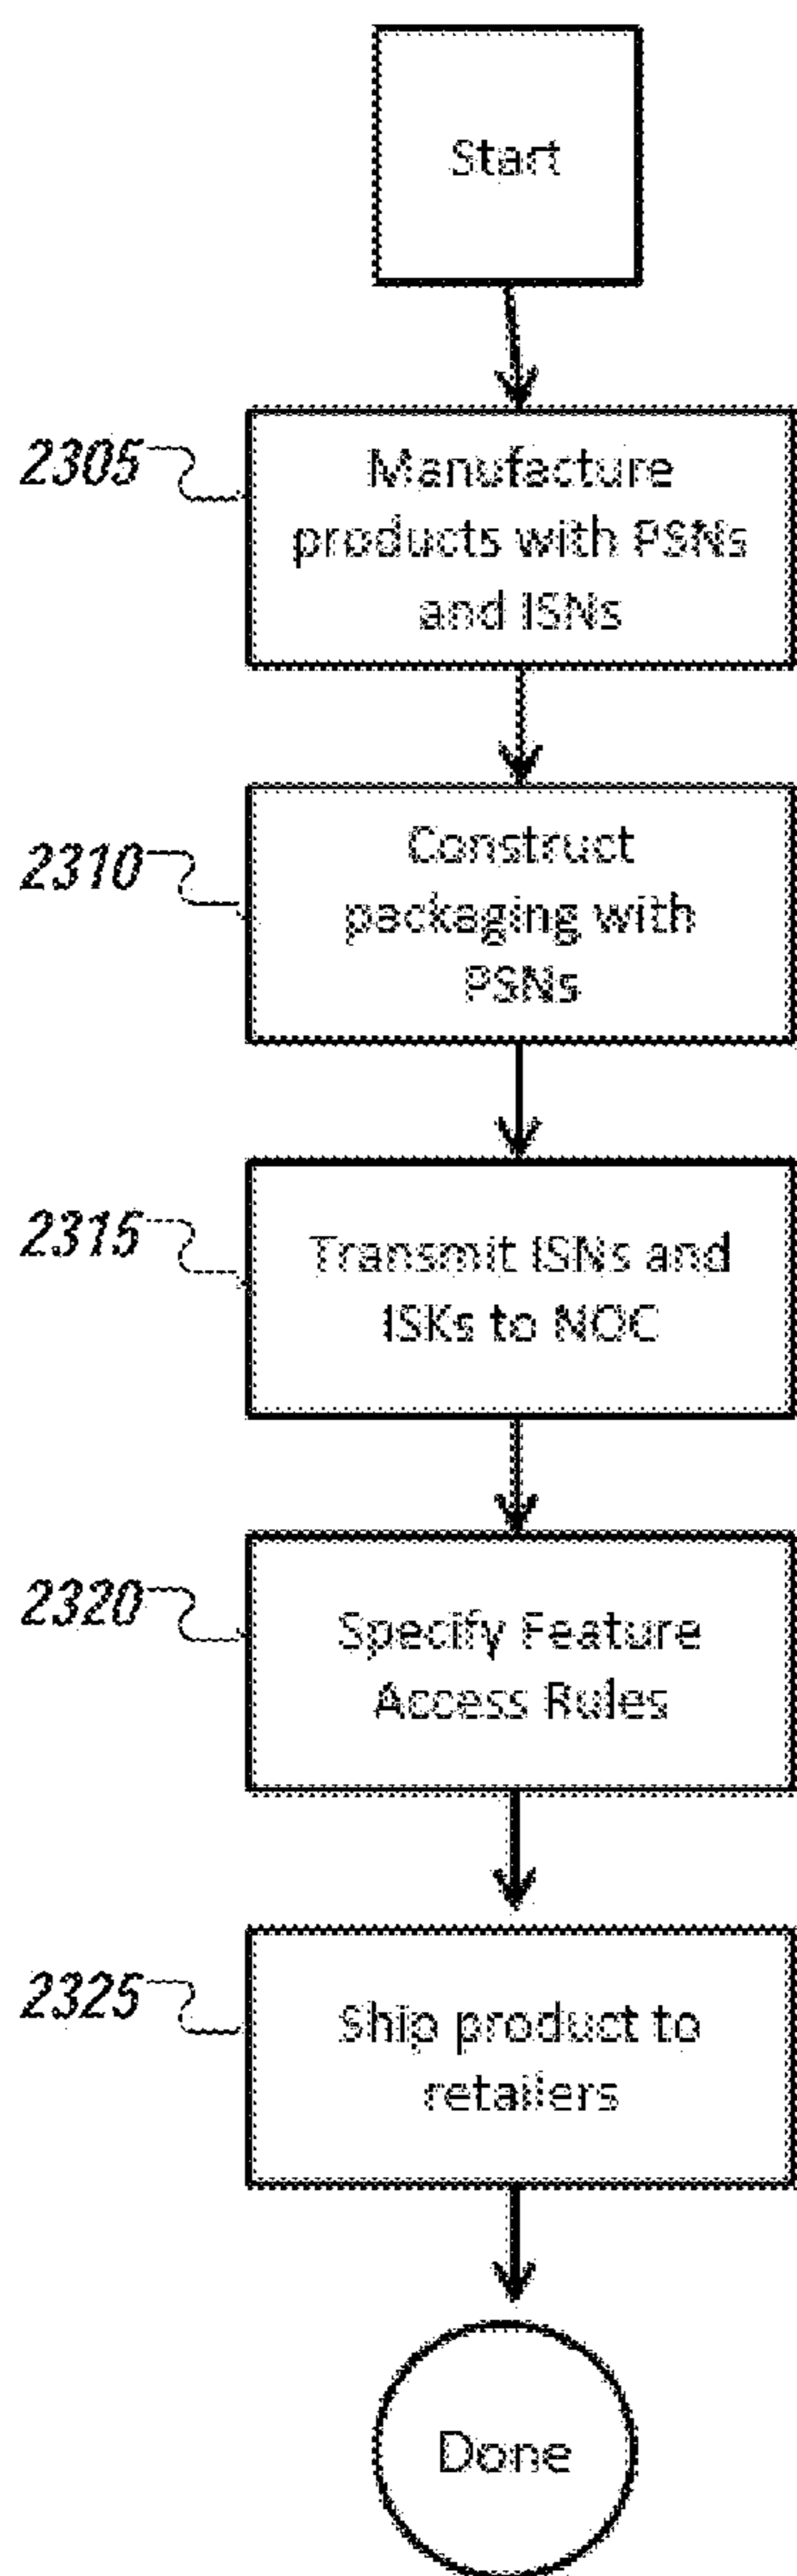 Start
2305
Manufacture
products with PSNs
and ISNs
2310
Construct
packaging with
PSNs
2315
Transmit ISNs and
ISKs to NOC
2320
Specify Feature
Access Rules
2325
Ship product to
retailers
Done